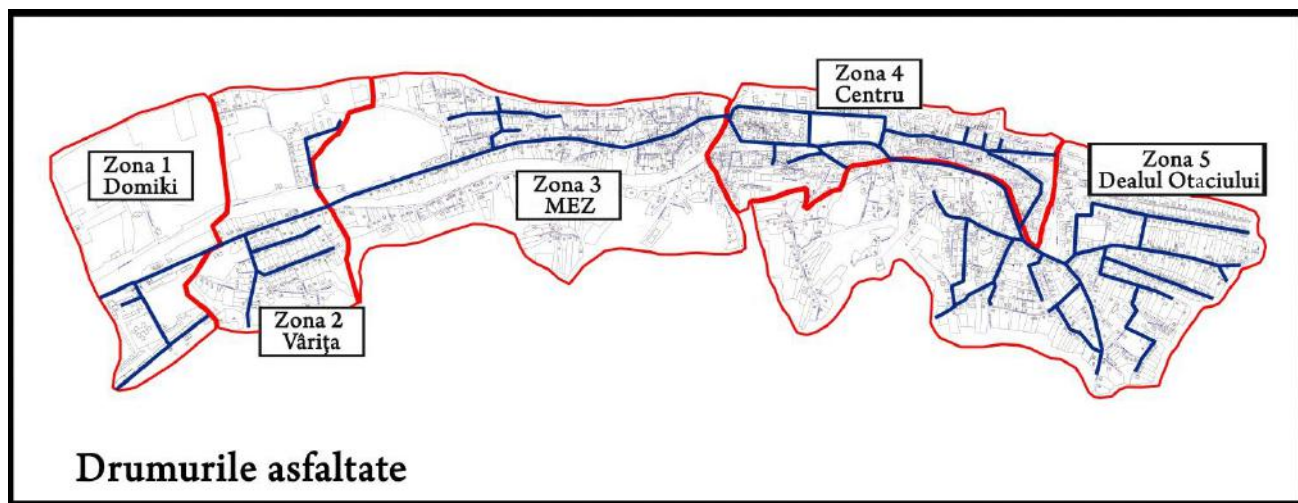 Zona 4
Centru
Zona 1
Domiki
Zona 3
MEZ
Zona 5
Dealul Otaciului
Zona 2
Vârița
Drumurile asfaltate